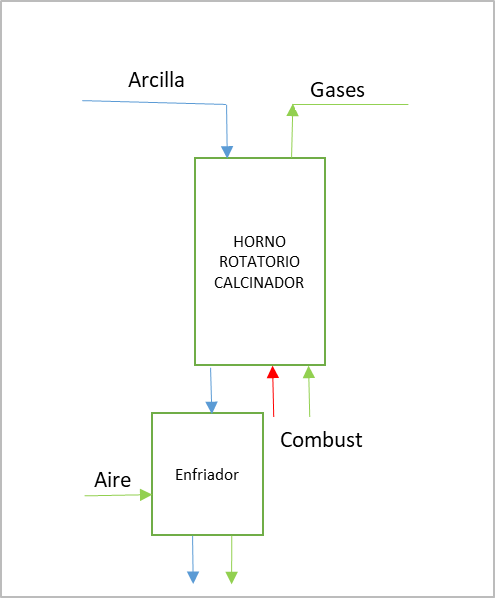 Arcilla
Gases
HORNO
ROTATORIO
CALCINADOR
Combust
Enfriador
Aire